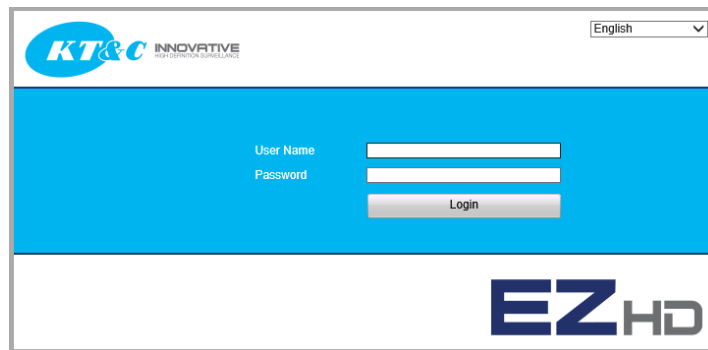 KT&C INNOVATIVE
HIGH DEFINITION SURVEILLANCE
English
User Name
Password
Login
EZHD